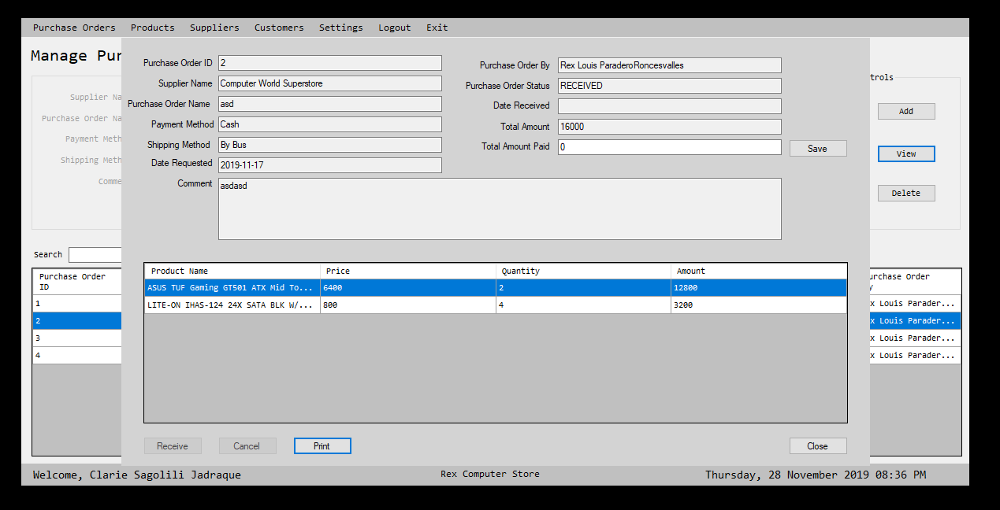 Purchase Orders Products Suppliers Customers Settings Logout Exit
Manage Pur
Purchase Order ID 2
Supplier Name Computer World Superstore
Purchase Order Name asd
Payment Method Cash
Shipping Method By Bus
Date Requested 2019-11-17
Comment asdasd
Purchase Order By Rex Louis ParaderoRoncesvalles
Purchase Order Status RECEIVED
Date Received
Total Amount 16000
Total Amount Paid 0 Save
Supplier Na
Purchase Order Na
Payment Meth
Shipping Meth
Comme
trols
Add
View
Delete
Search
Product Name Price Quantity Amount
ASUS TUF Gaming GT501 ATX Mid To... 6400 2 12800
LITE-ON IHAS-124 24X SATA BLK W/... 800 4 3200
Purchase Order
ID
1
2
3
4
urchase Order
y
x Louis Parader...
x Louis Parader...
x Louis Parader...
x Louis Parader...
Receive Cancel Print Close
Welcome, Clarie Sagolili Jadraque Rex Computer Store Thursday, 28 November 2019 08:36 PM